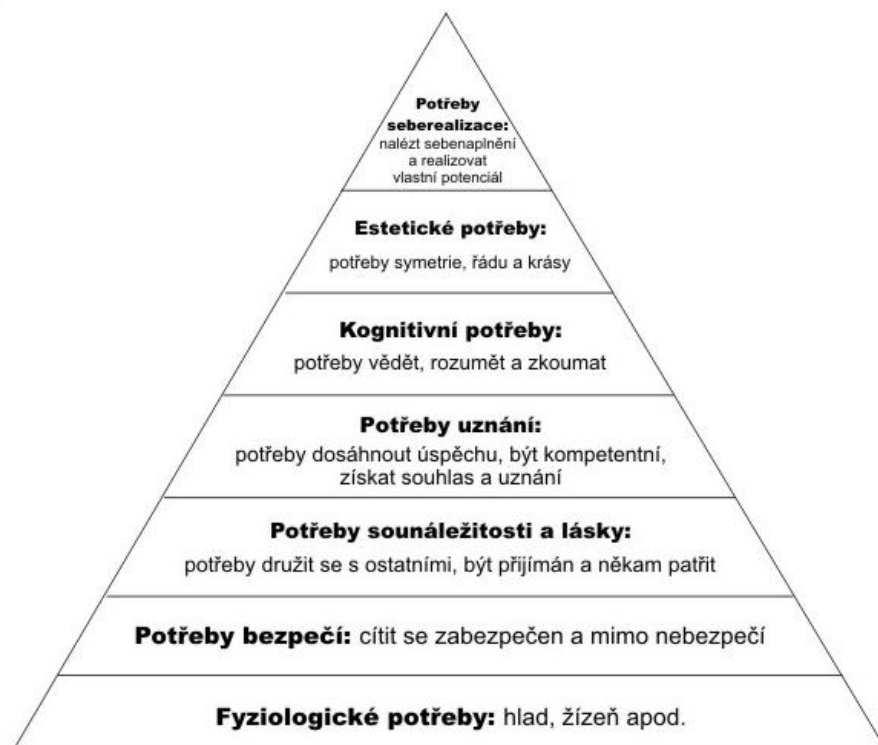 Potřeby
seberealizace:
nalézt sebenaplnění
a realizovat
vlastní potenciál
Estetické potřeby:
potřeby symetrie, řádu a krásy
Kognitivní potřeby:
potřeby vědět, rozumět a zkoumat
Potřeby uznání:
potřeby dosáhnout úspěchu, být kompetentní,
získat souhlas a uznání
Potřeby sounáležitosti a lásky:
potřeby družit se s ostatními, být přijímán a někam patřit
Potřeby bezpečí: cítit se zabezpečen a mimo nebezpečí
Fyziologické potřeby: hlad, žízeň apod.